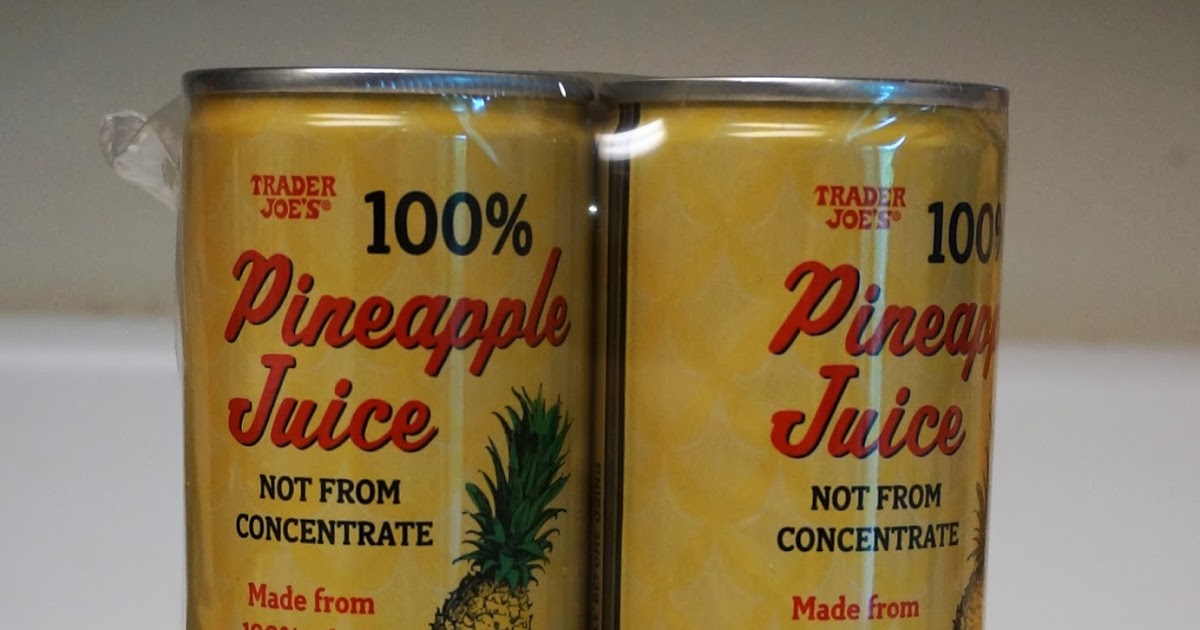 TRADER
JOE'S®
100%
Pineapple
Juice
NOT FROM
CONCENTRATE
Made from
TRADER
JOE'S®
100%
Pineapp
Juice
NOT FROM
CONCENTRATE
Made from